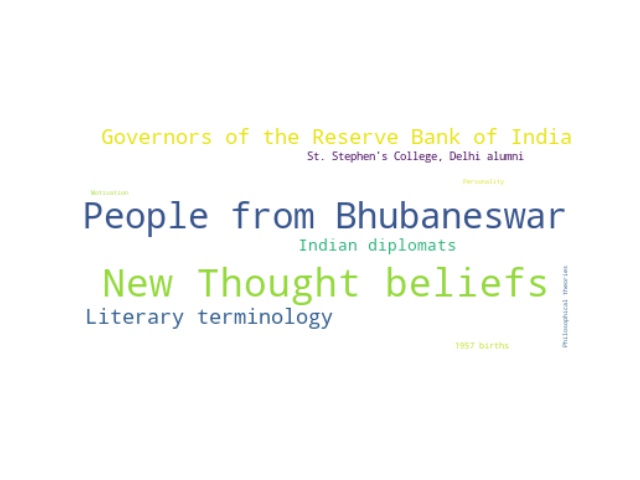 Governors of the Reserve Bank of India
St. Stephen's College, Delhi alumni
Personality
Motivation
People from Bhubaneswar
Indian diplomats
New Thought beliefs
Philosophical theories
Literary terminology
1957 births